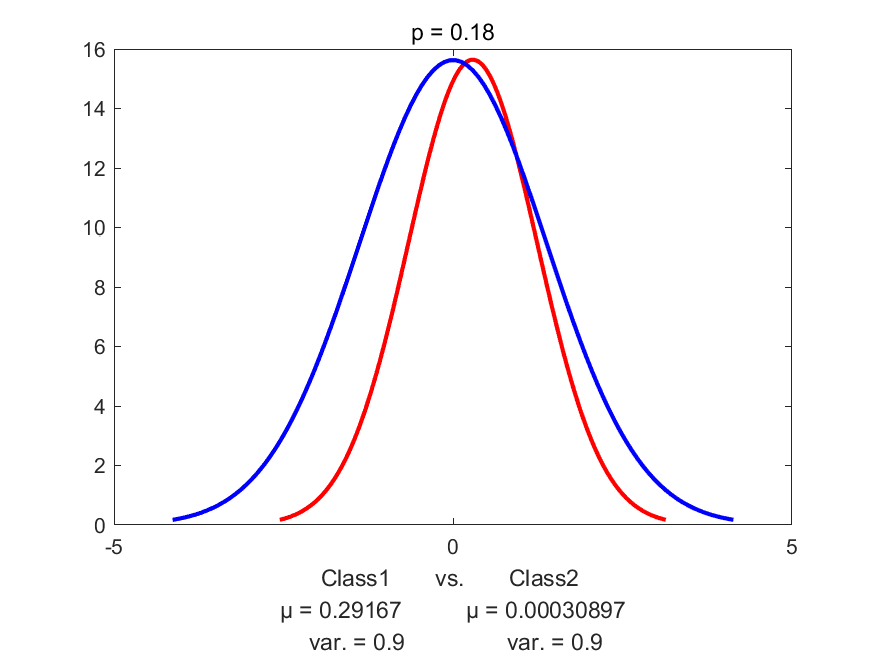 p = 0.18
16
14
12
10
8
6
4
2
0
-5 0 5
Class1 vs. Class2
μ = 0.29167 μ = 0.00030897
var. = 0.9 var. = 0.9